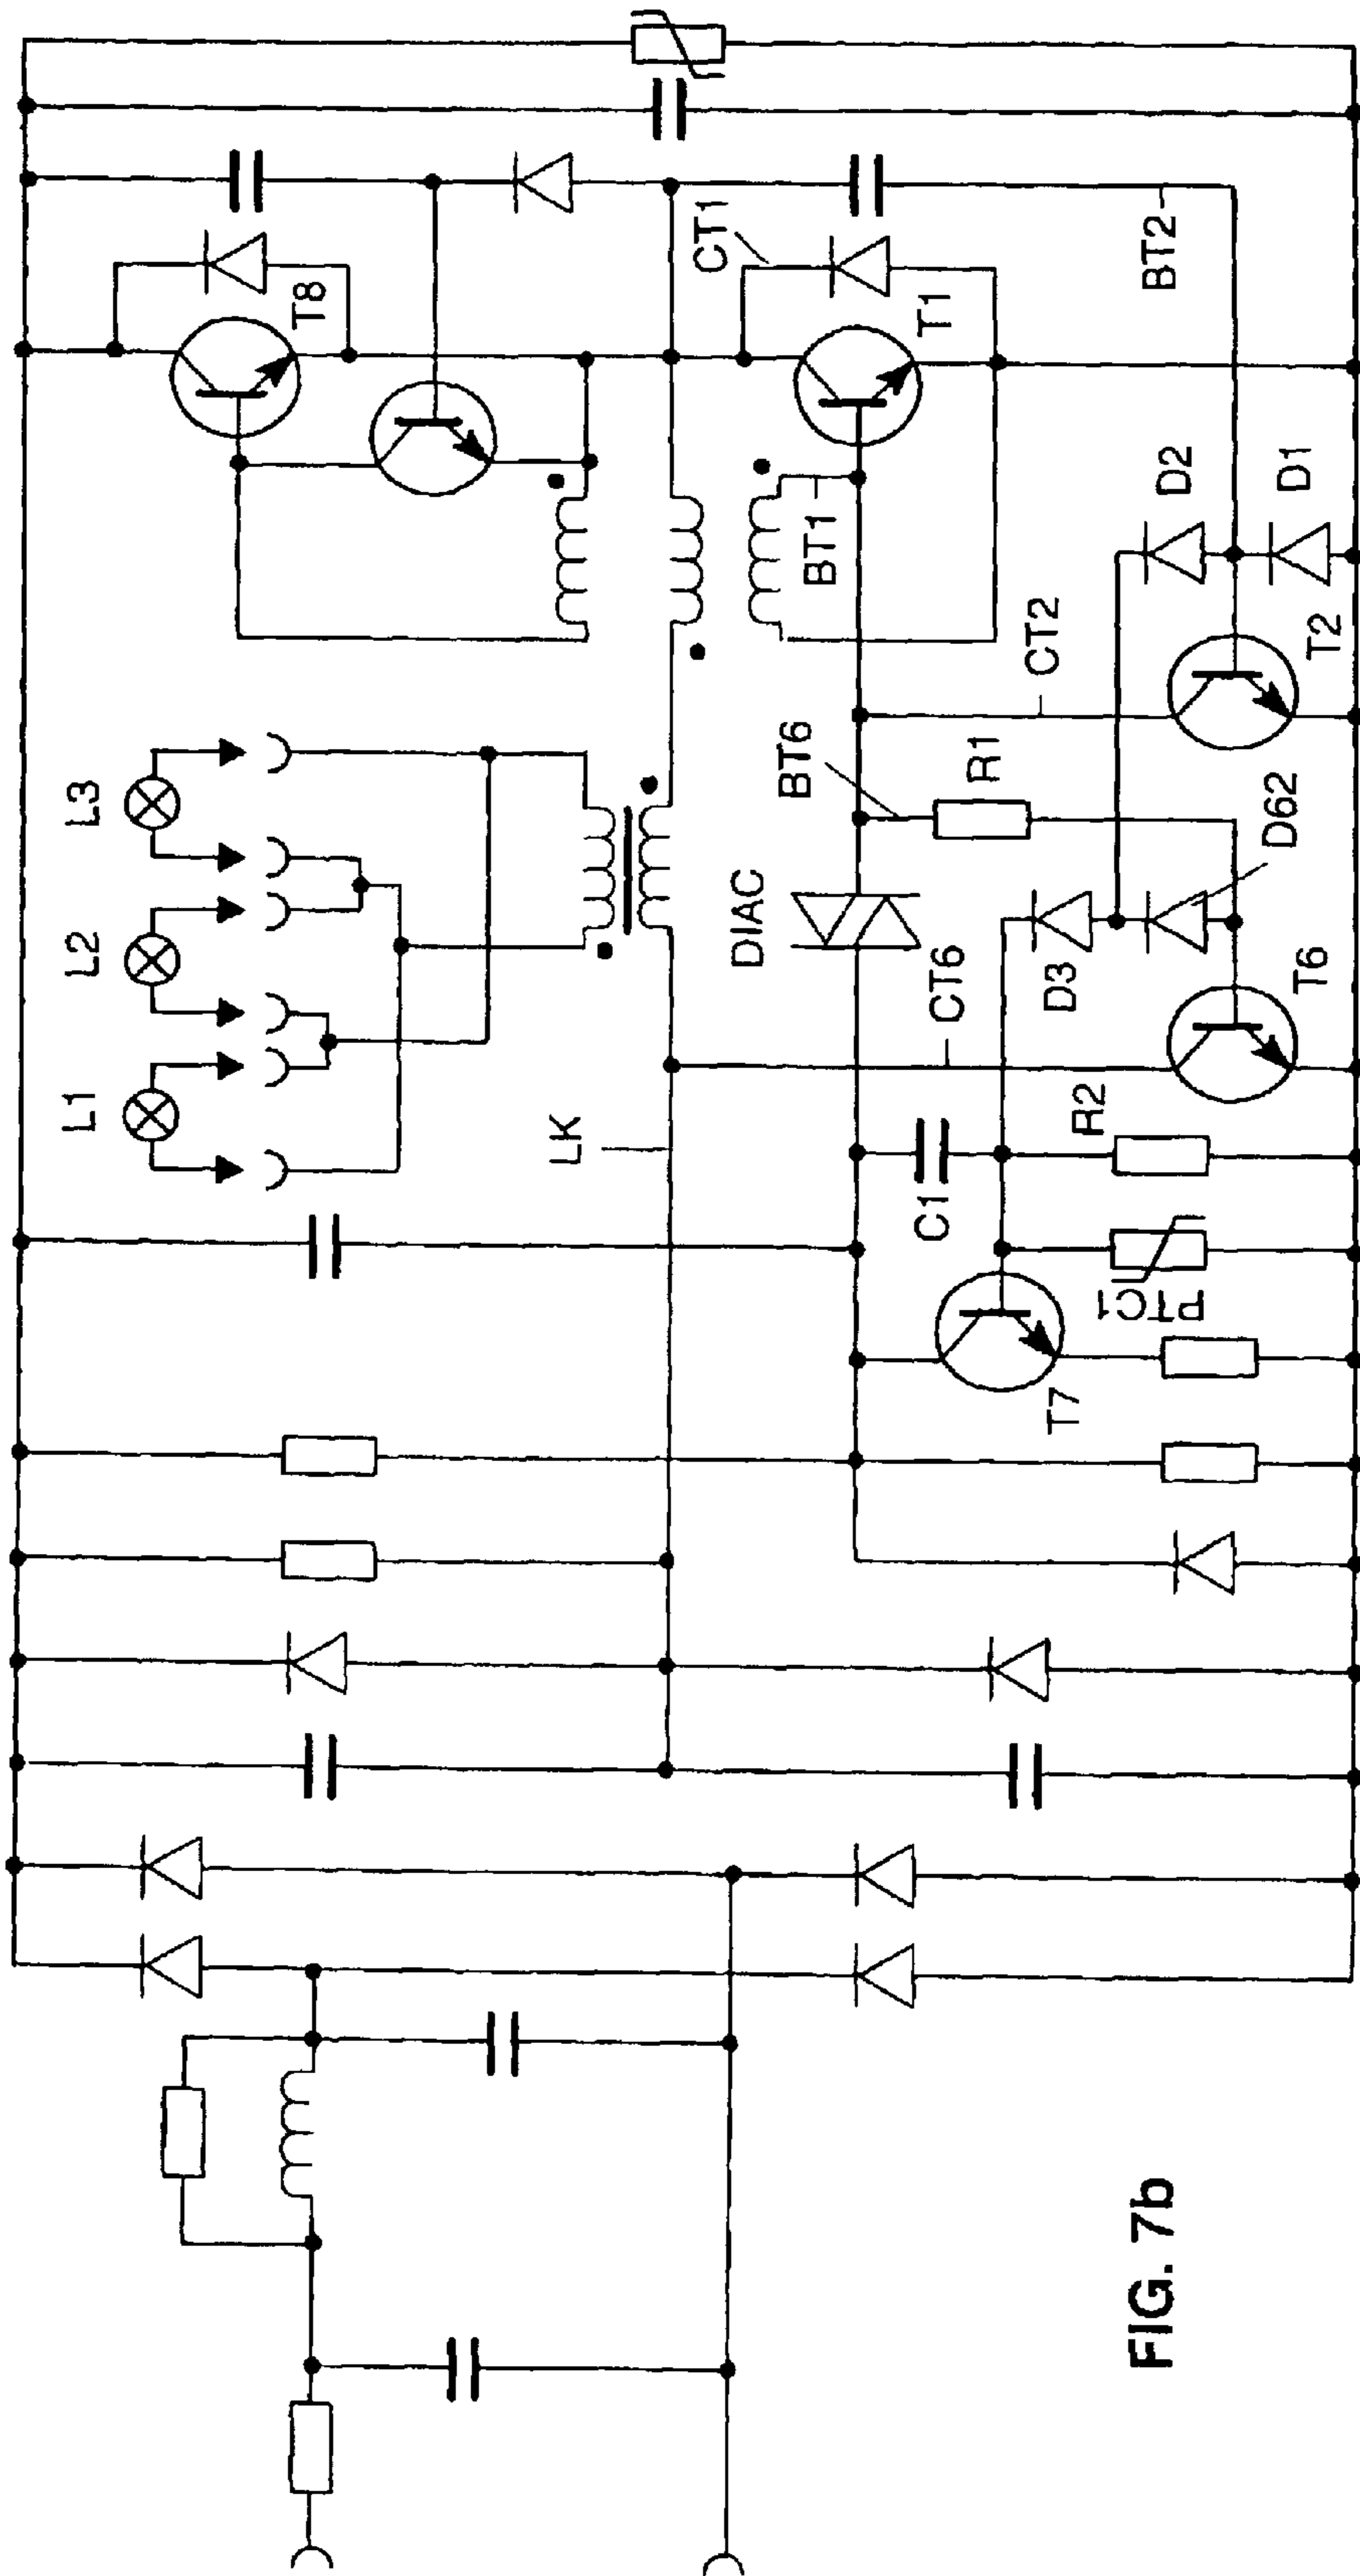 L1
L2
L3
T8
CT1
T1
LK
DIAC
BT1
BT6
R1
CT2
D2
BT2
D1
C1
CT6
D3
D62
T2
R2
T6
PTC1
T7
FIG. 7b